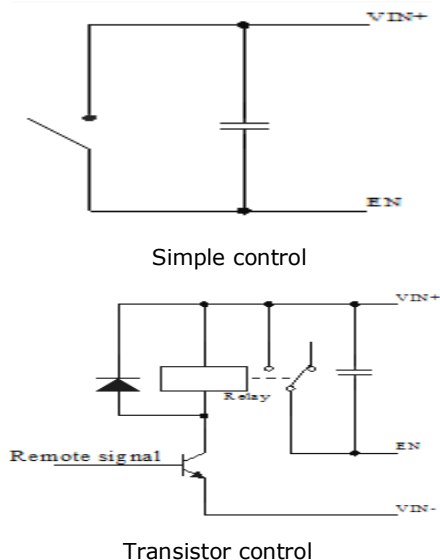 VIN+
EN
Simple control
VIN+
Relay
EN
Remote signal
VIN-
Transistor control